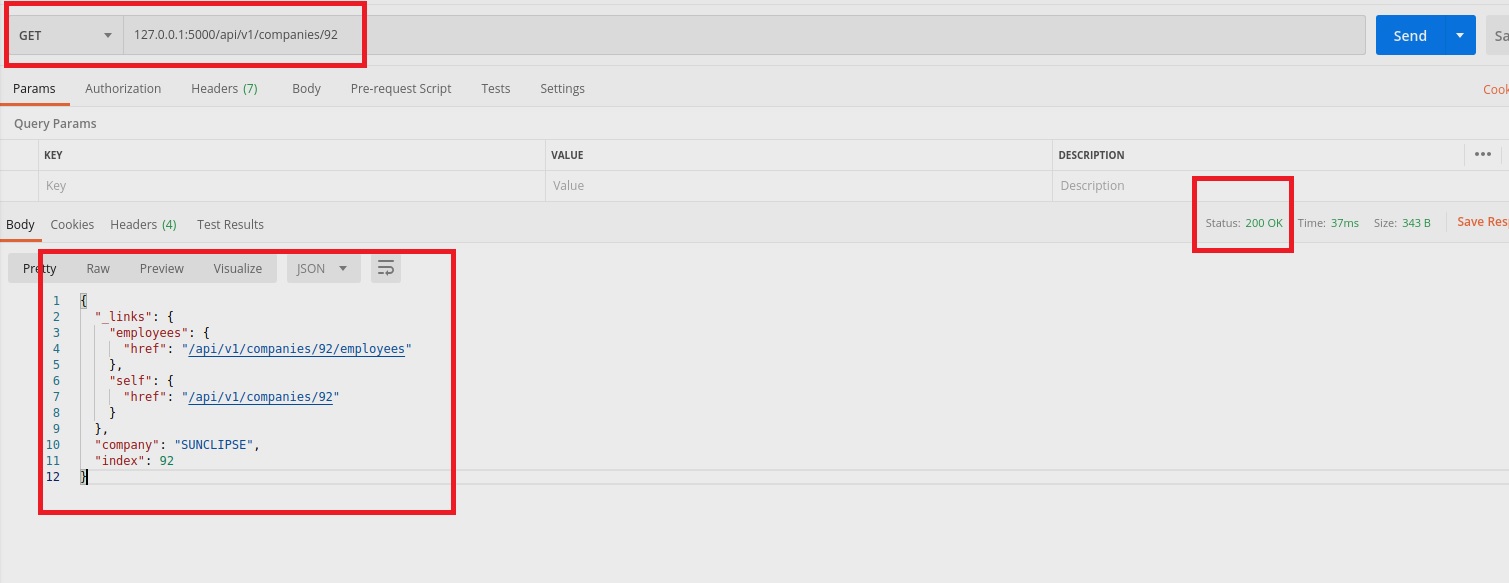 GET 127.0.0.1:5000/api/v1/companies/92 Send Sa
Params Authorization Headers (7) Body Pre-request Script Tests Settings Cook
Query Params
KEY VALUE DESCRIPTION •••
Key Value Description
Body Cookies Headers (4) Test Results Status: 200 OK Time: 37ms Size: 343 B Save Res
Pretty Raw Preview Visualize JSON
1 {
2 "_links": {
3 "employees": {
4 "href": "/api/v1/companies/92/employees"
5 },
6 "self": {
7 "href": "/api/v1/companies/92"
8 }
9 },
10 "company": "SUNCLIPSE",
11 "index": 92
12 }